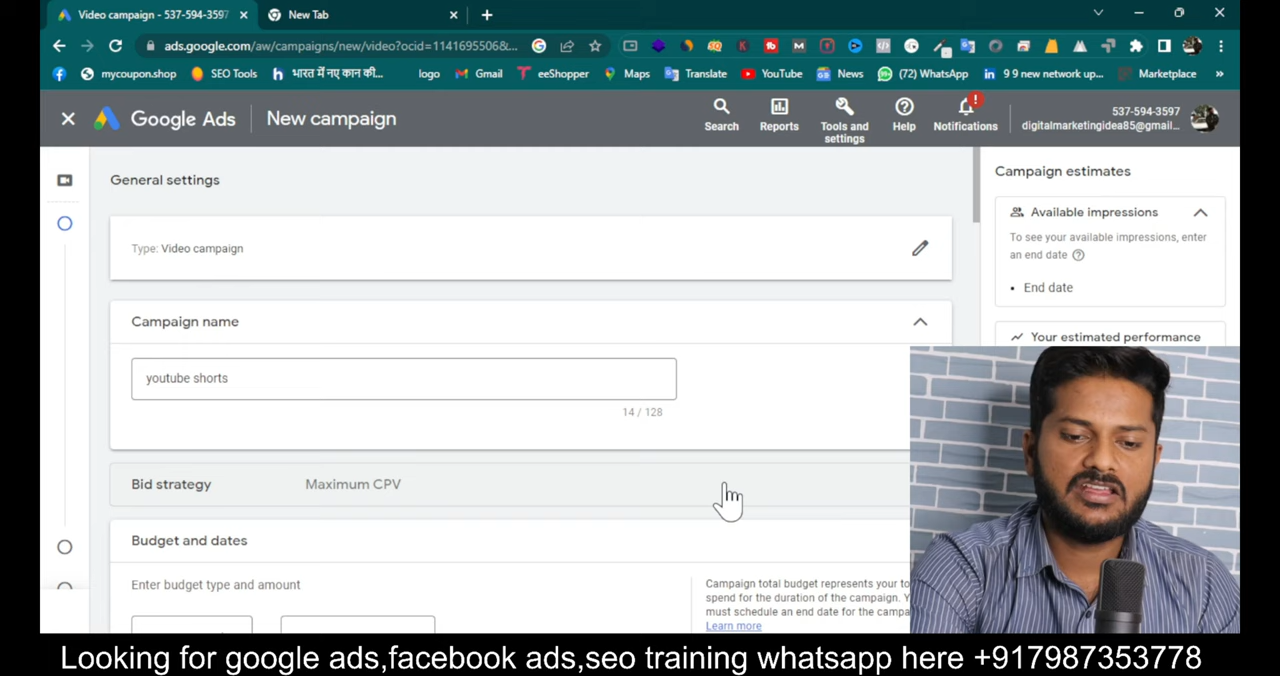 Video campaign - 537-594-3597
New Tab
ads.google.com/aw/campaigns/new/video?ocid=1141695506&...
mycoupon.shop
SEO Tools
भारत में नए कान की...
logo
Gmail
eeShopper
Maps
Translate
YouTube
News
(72) WhatsApp
9 9 new network up...
Marketplace
»
Google Ads
New campaign
Search
Reports
Tools and
settings
Help
Notifications
537-594-3597
digitalmarketingidea85@gmail...
General settings
Type: Video campaign
Campaign name
youtube shorts
14 / 128
Bid strategy
Maximum CPV
Budget and dates
Enter budget type and amount
Campaign total budget represents your to
spend for the duration of the campaign. Y
must schedule an end date for the campa
Learn more
Campaign estimates
Available impressions
To see your available impressions, enter
an end date
• End date
Your estimated performance
Looking for google ads,facebook ads,seo training whatsapp here +917987353778